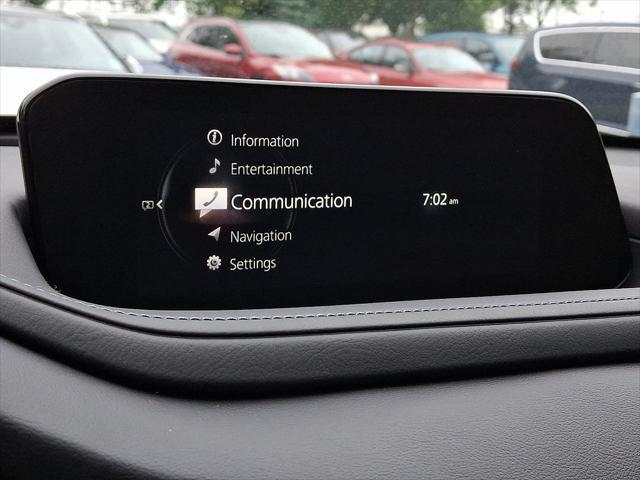 Information
Entertainment
Communication
7:02 am
Navigation
Settings